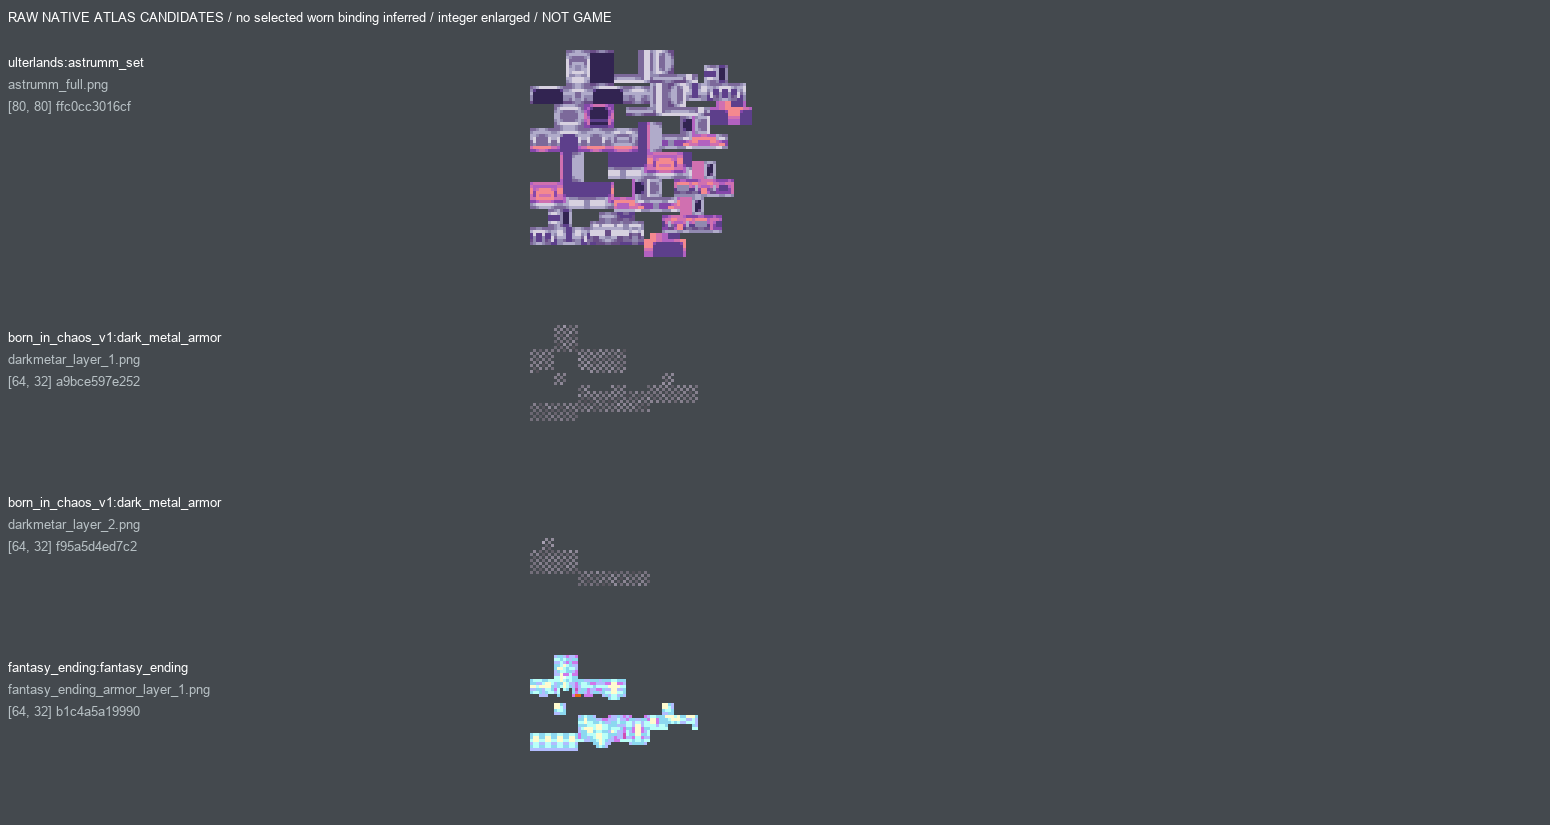 RAW NATIVE ATLAS CANDIDATES / no selected worn binding inferred / integer enlarged / NOT GAME
ulterlands:astrumm_set
astrumm_full.png
[80, 80] ffc0cc3016cf
born_in_chaos_v1:dark_metal_armor
darkmetar_layer_1.png
[64, 32] a9bce597e252
born_in_chaos_v1:dark_metal_armor
darkmetar_layer_2.png
[64, 32] f95a5d4ed7c2
fantasy_ending:fantasy_ending
fantasy_ending_armor_layer_1.png
[64, 32] b1c4a5a19990